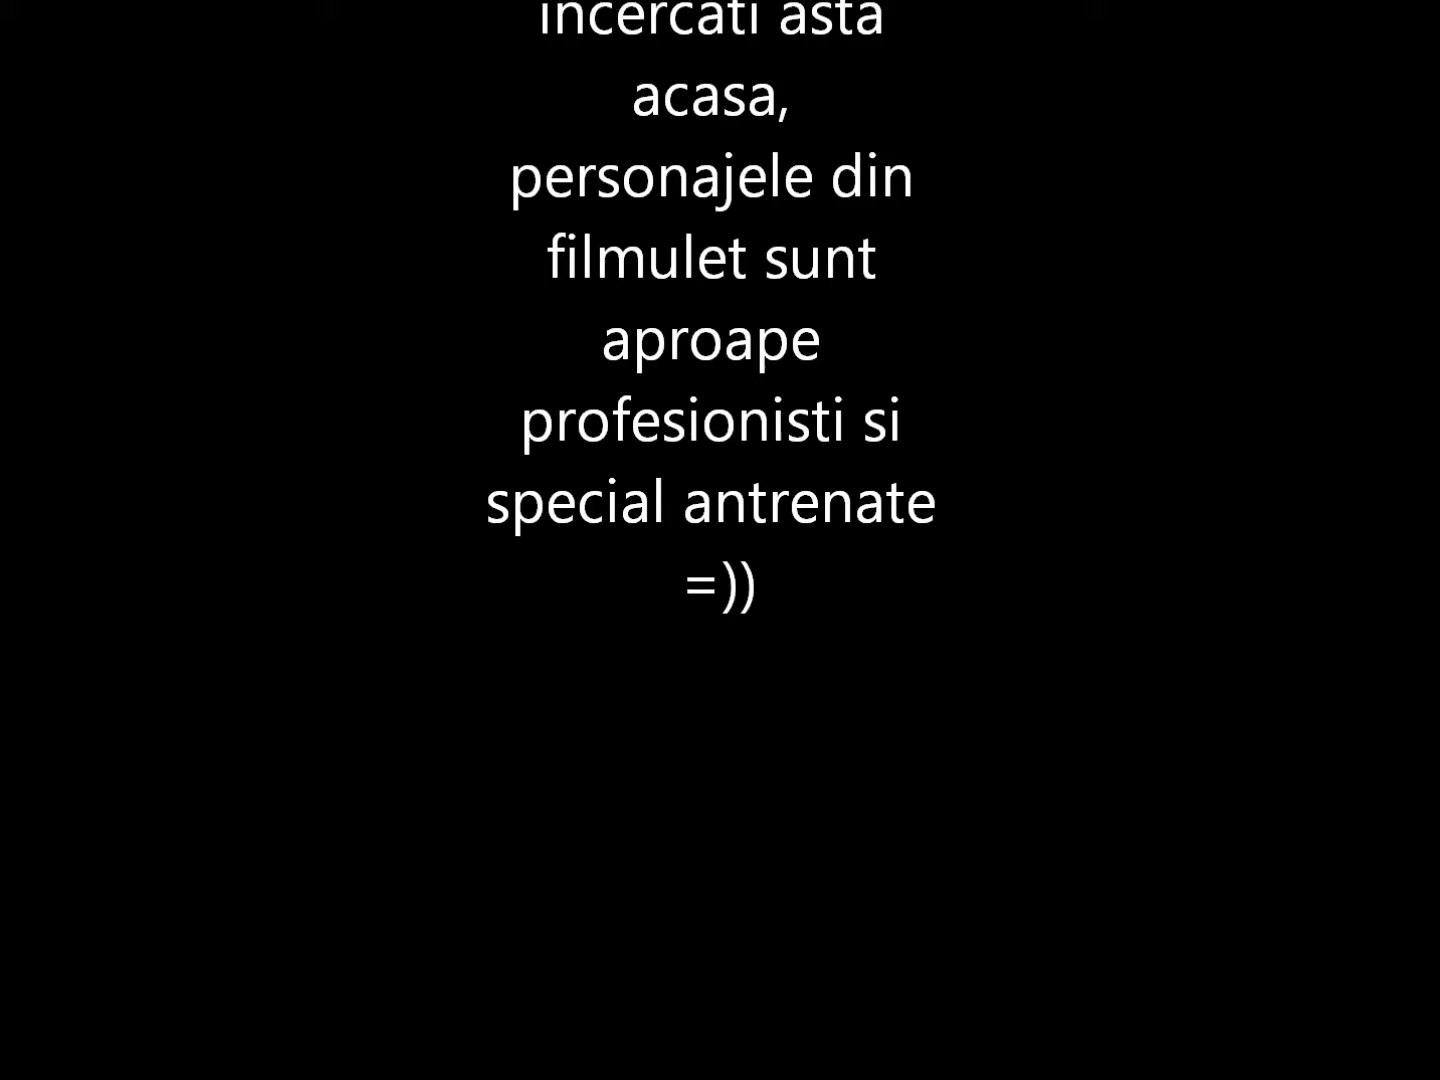 incercati asta
acasa,
personajele din
filmulet sunt
aproape
profesionisti si
special antrenate
=))